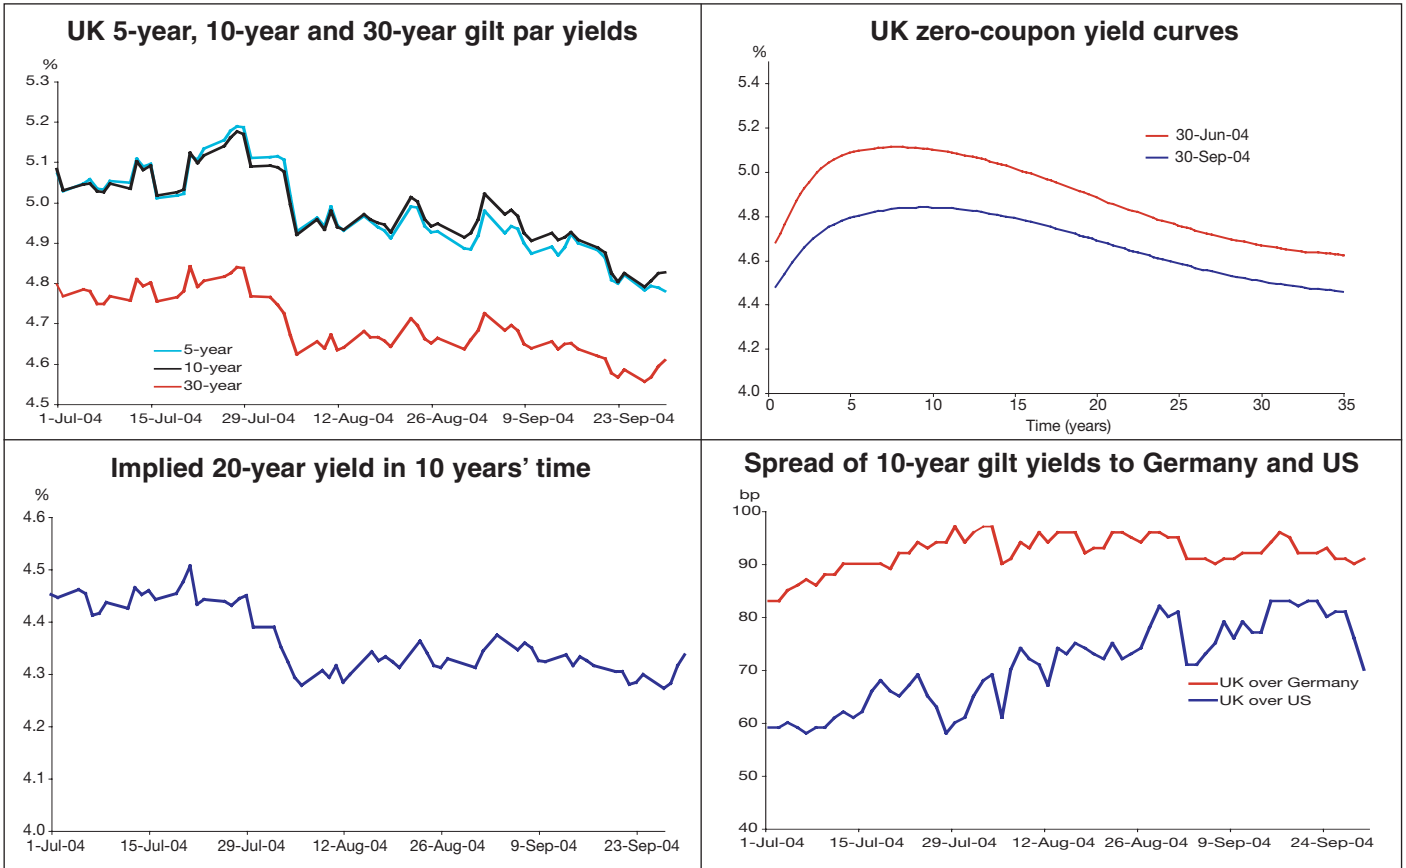 UK 5-year, 10-year and 30-year gilt par yields
%
5.3
5.2
5.1
5.0
4.9
4.8
4.7
4.6
4.5
5-year
10-year
30-year
1-Jul-04 15-Jul-04 29-Jul-04 12-Aug-04 26-Aug-04 9-Sep-04 23-Sep-04
UK zero-coupon yield curves
%
5.4
5.2
5.0
4.8
4.6
4.4
4.2
4.0
30-Jun-04
30-Sep-04
0 5 10 15 20 25 30 35
Time (years)
Implied 20-year yield in 10 years’ time
%
4.6
4.5
4.4
4.3
4.2
4.1
4.0
1-Jul-04 15-Jul-04 29-Jul-04 12-Aug-04 26-Aug-04 9-Sep-04 23-Sep-04
Spread of 10-year gilt yields to Germany and US
bp
100
90
80
70
60
50
40
UK over Germany
UK over US
1-Jul-04 15-Jul-04 29-Jul-04 12-Aug-04 26-Aug-04 9-Sep-04 24-Sep-04